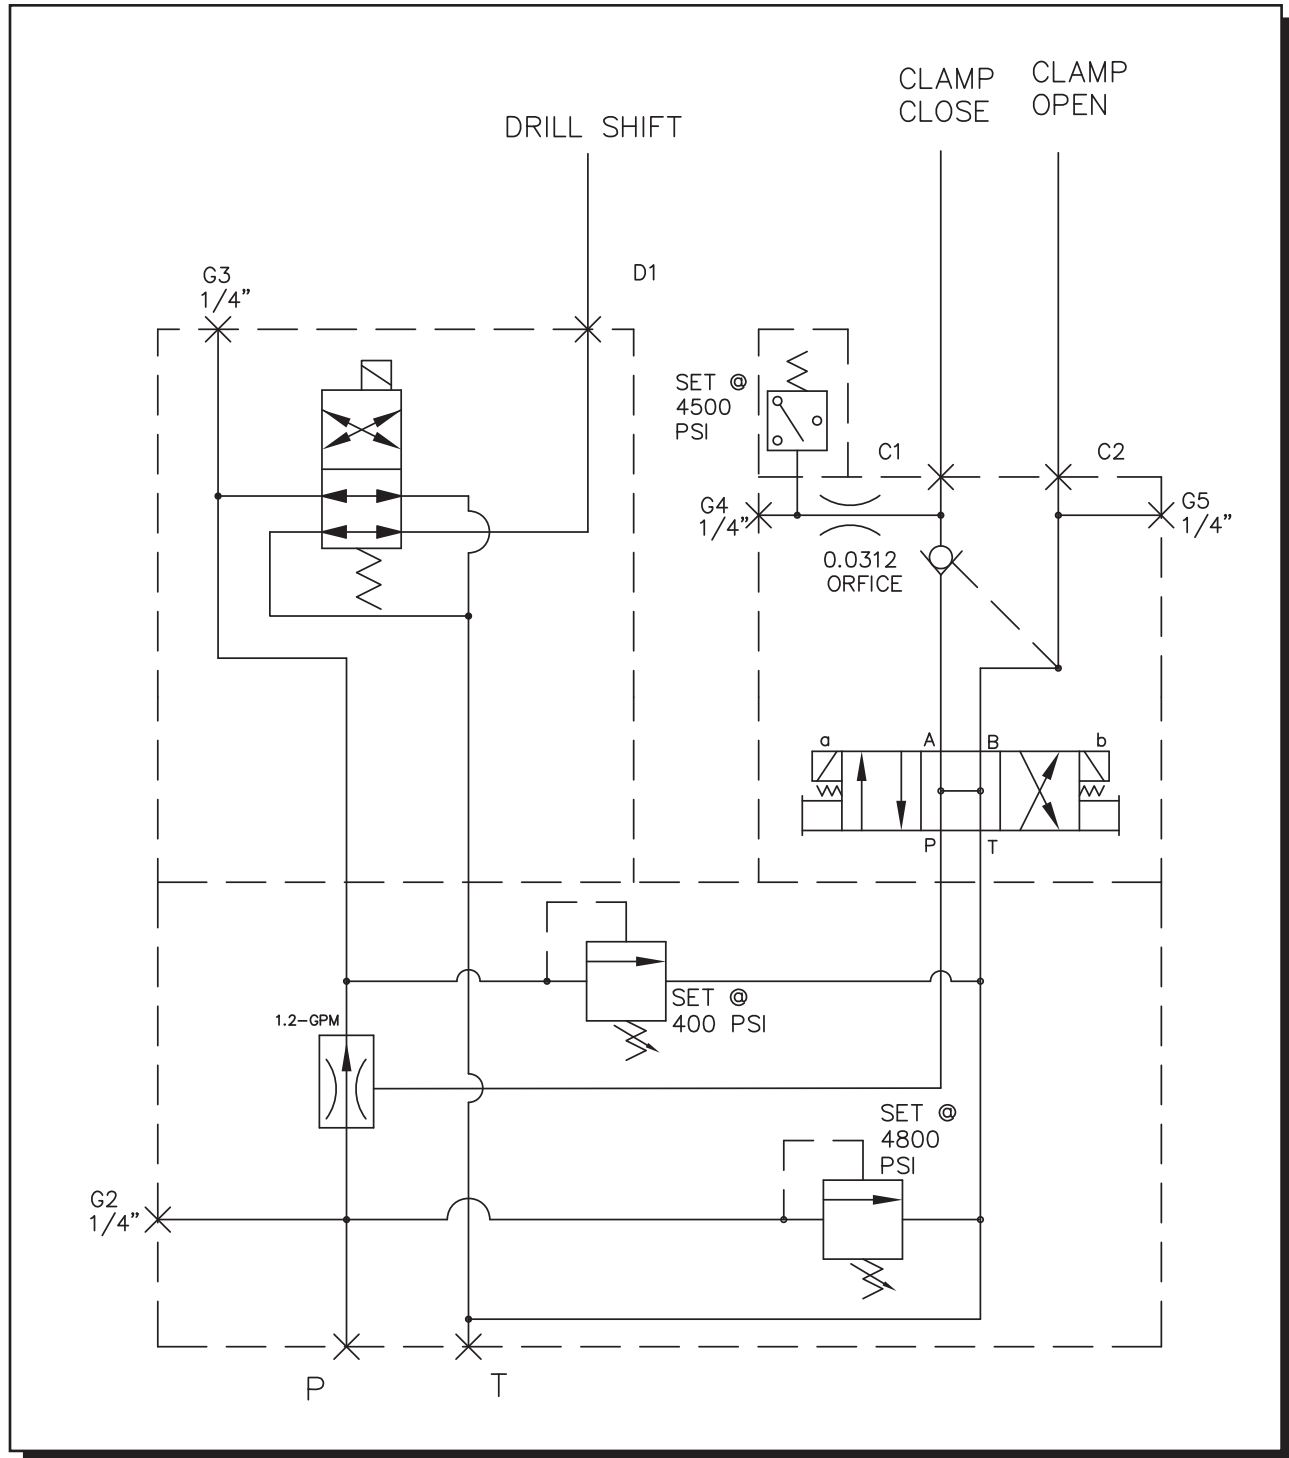 CLAMP
CLOSE
CLAMP
OPEN
DRILL SHIFT
G3
1/4”
D1
SET @
4500
PSI
C1
C2
G4
1/4”
G5
1/4”
0.0312
ORFICE
a
A
B
b
P
T
SET @
400 PSI
1.2-GPM
SET @
4800
PSI
G2
1/4”
P
T